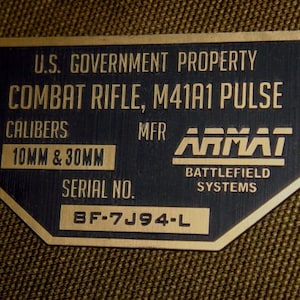 U.S. GOVERNMENT PROPERTY
COMBAT RIFLE, M41A1 PULSE
CALIBERS MFR ARMAT
10MM & 30MM
BATTLEFIELD
SYSTEMS
SERIAL NO.
BF-7J94-L